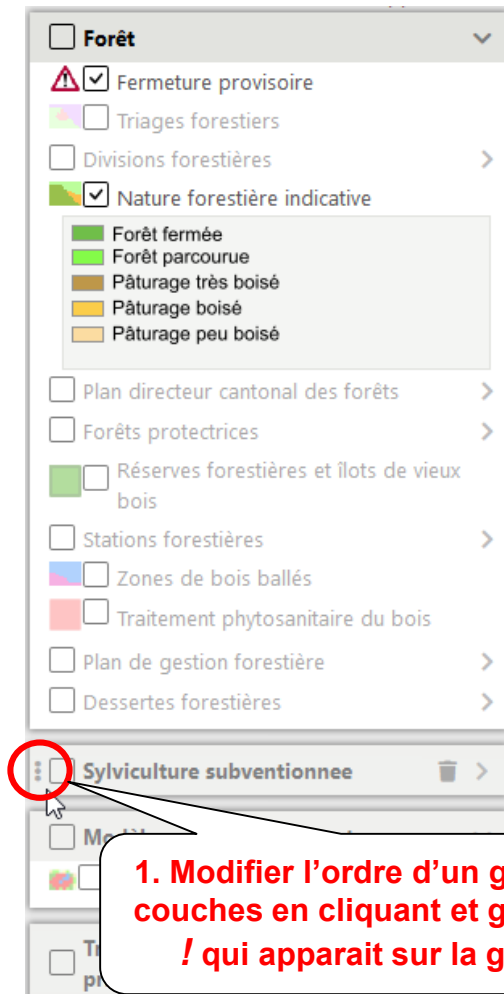 Forêt
Fermeture provisoire
Triages forestiers
Divisions forestières
Nature forestière indicative
Forêt fermée
Forêt parcourue
Pâturage très boisé
Pâturage boisé
Pâturage peu boisé
Plan directeur cantonal des forêts
Forêts protectrices
Réserves forestières et îlots de vieux
bois
Stations forestières
Zones de bois ballés
Traitement phytosanitaire du bois
Plan de gestion forestière
Dessertes forestières
Sylviculture subventionnee
1. Modifier l’ordre d’un g
couches en cliquant et g
! qui apparait sur la g